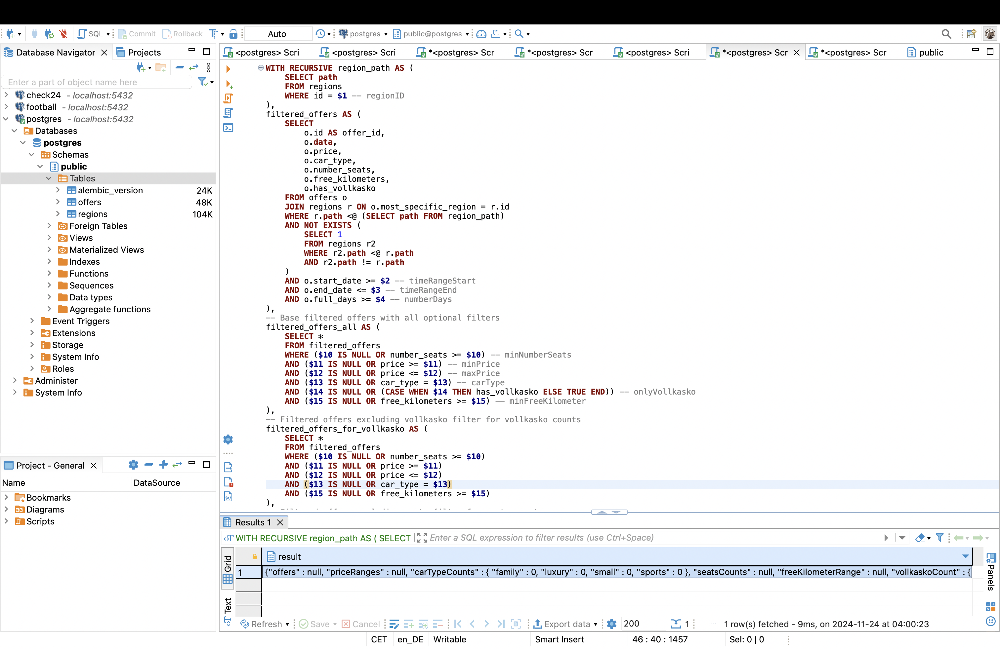 SQL
Commit
Rollback
Auto
postgres
public@postgres
Database Navigator
Projects
<postgres> Scri
<postgres> Scri
*<postgres> Scr
*<postgres> Scr
<postgres> Scri
*<postgres> Scr
*<postgres> Scr
public
Enter a part of object name here
check24 - localhost:5432
football - localhost:5432
postgres - localhost:5432
Databases
postgres
Schemas
public
Tables
alembic_version 24K
offers 48K
regions 104K
Foreign Tables
Views
Materialized Views
Indexes
Functions
Sequences
Data types
Aggregate functions
Event Triggers
Extensions
Storage
System Info
Roles
Administer
System Info
Project - General
Name DataSource
Bookmarks
Diagrams
Scripts
WITH RECURSIVE region_path AS (
SELECT path
FROM regions
WHERE id = $1 -- regionID
),
filtered_offers AS (
SELECT
o.id AS offer_id,
o.data,
o.price,
o.car_type,
o.number_seats,
o.free_kilometers,
o.has_vollkasko
FROM offers o
JOIN regions r ON o.most_specific_region = r.id
WHERE r.path <@ (SELECT path FROM region_path)
AND NOT EXISTS (
SELECT 1
FROM regions r2
WHERE r2.path <@ r.path
AND r2.path != r.path
)
AND o.start_date >= $2 -- timeRangeStart
AND o.end_date <= $3 -- timeRangeEnd
AND o.full_days >= $4 -- numberDays
),
-- Base filtered offers with all optional filters
filtered_offers_all AS (
SELECT *
FROM filtered_offers
WHERE ($10 IS NULL OR number_seats >= $10) -- minNumberSeats
AND ($11 IS NULL OR price >= $11) -- minPrice
AND ($12 IS NULL OR price <= $12) -- maxPrice
AND ($13 IS NULL OR car_type = $13) -- carType
AND ($14 IS NULL OR (CASE WHEN $14 THEN has_vollkasko ELSE TRUE END)) -- onlyVollkasko
AND ($15 IS NULL OR free_kilometers >= $15) -- minFreeKilometer
),
-- Filtered offers excluding vollkasko filter for vollkasko counts
filtered_offers_for_vollkasko AS (
SELECT *
FROM filtered_offers
WHERE ($10 IS NULL OR number_seats >= $10)
AND ($11 IS NULL OR price >= $11)
AND ($12 IS NULL OR price <= $12)
AND ($13 IS NULL OR car_type = $13)
AND ($15 IS NULL OR free_kilometers >= $15)
),
Results 1
WITH RECURSIVE region_path AS ( SELECT
Enter a SQL expression to filter results (use Ctrl+Space)
Grid
Text
result
1 {"offers" : null, "priceRanges" : null, "carTypeCounts" : { "family" : 0, "luxury" : 0, "small" : 0, "sports" : 0 }, "seatsCounts" : null, "freeKilometerRange" : null, "vollkaskoCount" : {
Panels
Refresh
Save
Cancel
Export data
200
1
1 row(s) fetched - 9ms, on 2024-11-24 at 04:00:23
CET
en_DE
Writable
Smart Insert
46 : 40 : 1457
Sel: 0 | 0